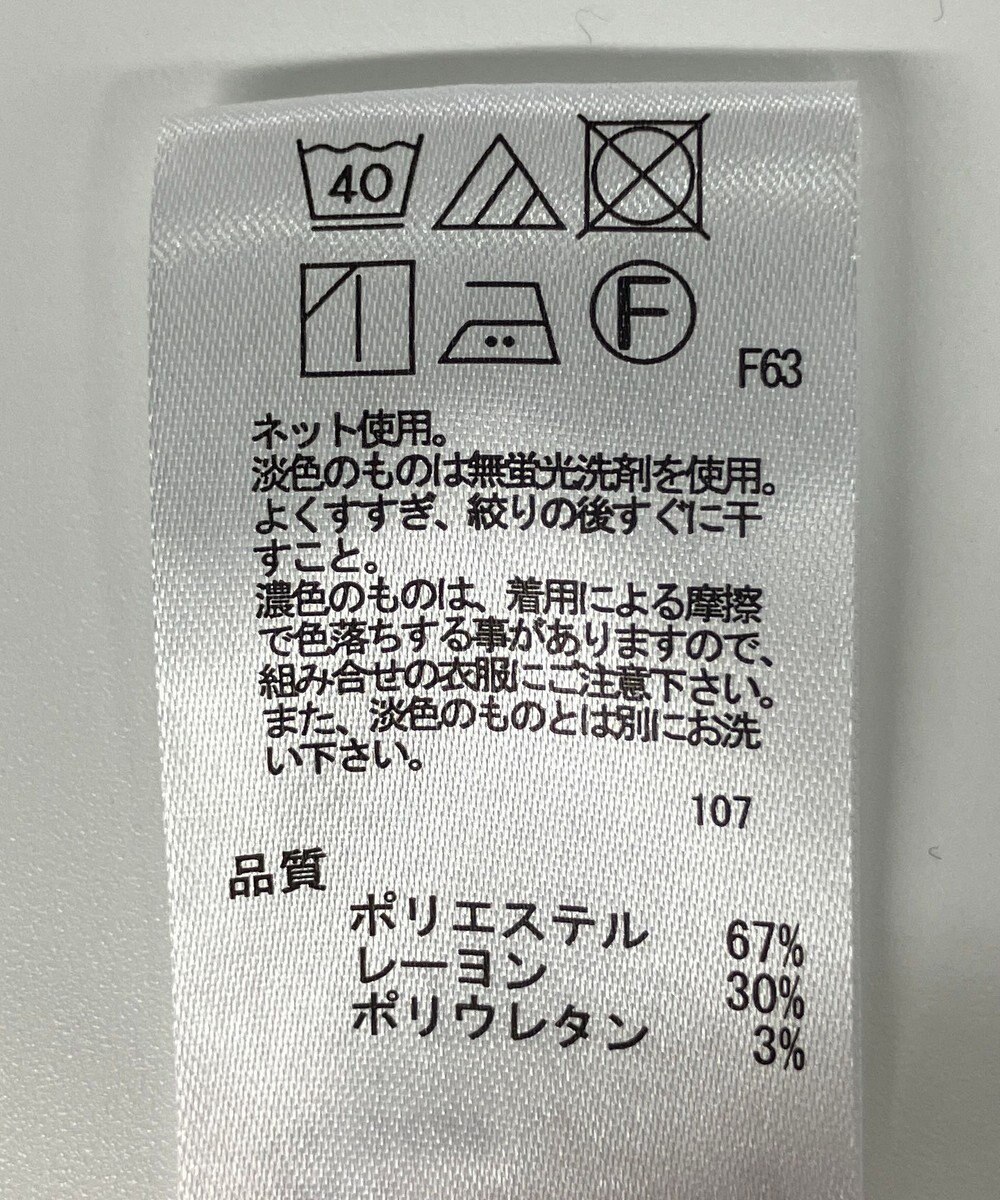 40
F
F63
ネット使用。
淡色のものは無蛍光洗剤を使用。
よくすすぎ、絞りの後すぐに干
すこと。
濃色のものは、着用による摩擦
で色落ちする事がありますので、
組み合せの衣服にご注意下さい。
また、淡色のものとは別にお洗
い下さい。
107
品質
ポリエステル 67%
レーヨン 30%
ポリウレタン 3%